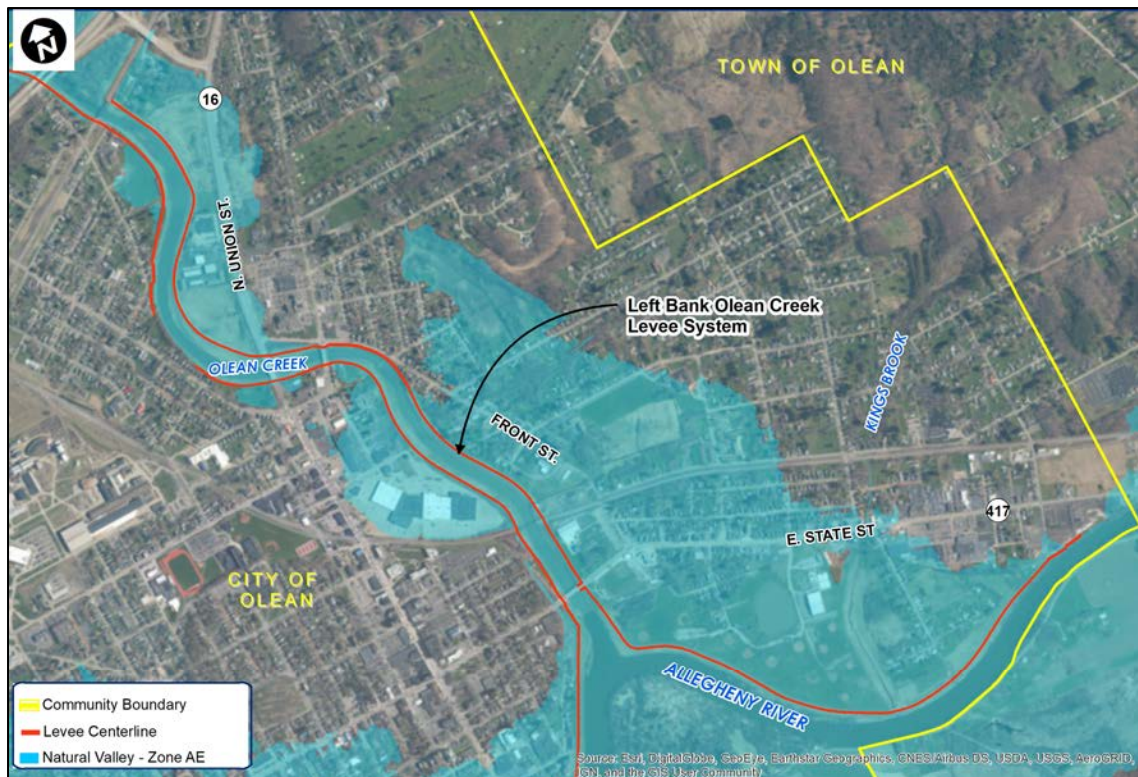 N
TOWN OF OLEAN
16
N. UNION ST.
Left Bank Olean Creek
Levee System
OLEAN CREEK
KINGS BROOK
FRONT ST.
417
E. STATE ST
CITY OF
OLEAN
ALLEGHENY RIVER
Community Boundary
Levee Centerline
Natural Valley - Zone AE
Source: Esri, DigitalGlobe, GeoEye, Earthstar Geographics, CNES/Airbus DS, USDA, USGS, AeroGRID,
IGN, and the GIS User Community